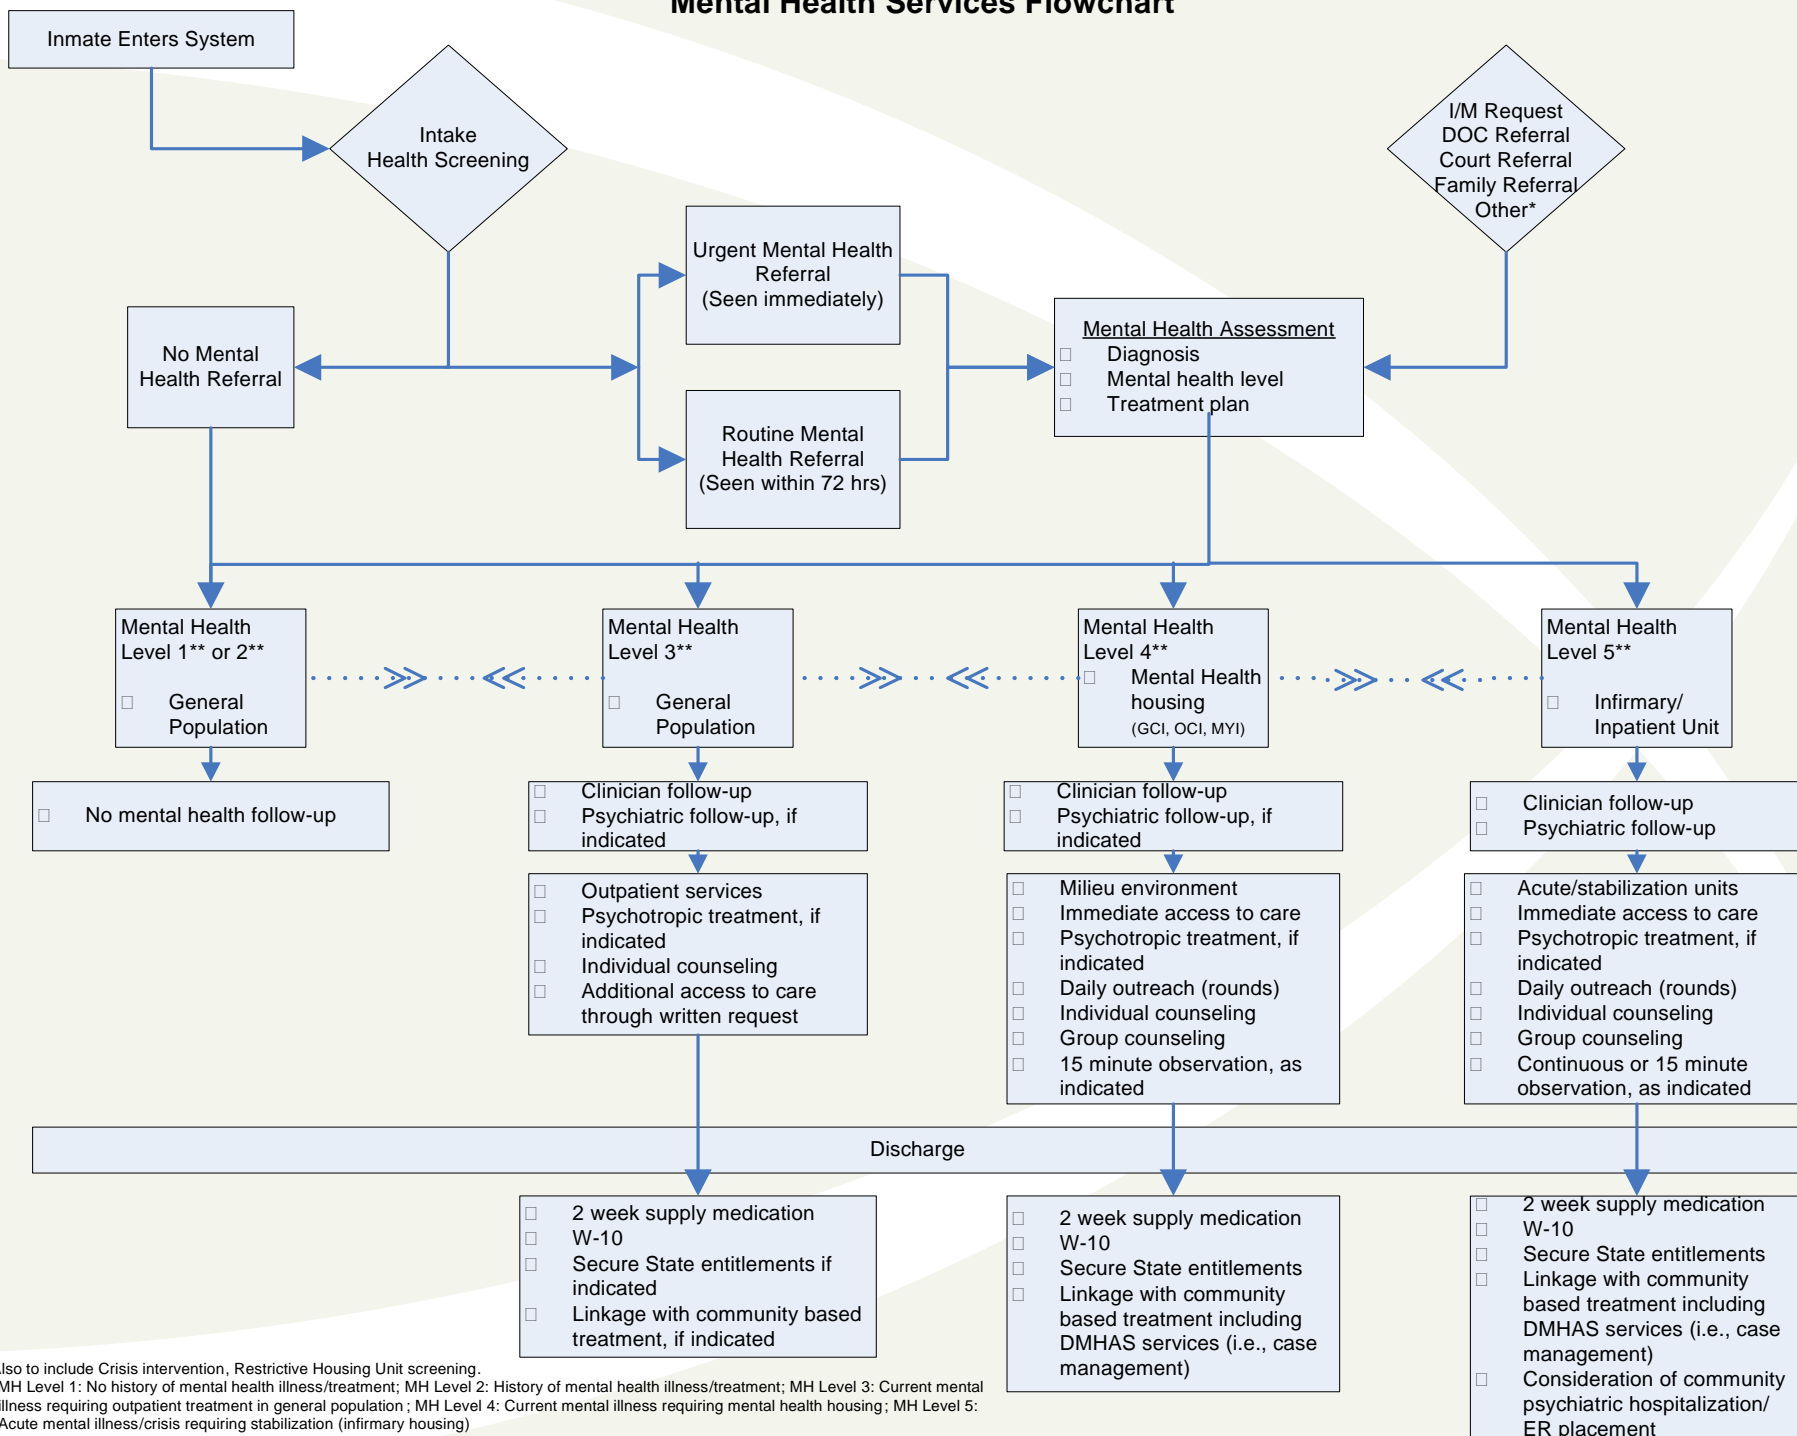 Mental Health Services Flowchart
Inmate Enters System
Intake
Health Screening
I/M Request
DOC Referral
Court Referral
Family Referral
Other*
Urgent Mental Health
Referral
(Seen immediately)
No Mental
Health Referral
Routine Mental
Health Referral
(Seen within 72 hrs)
Mental Health Assessment
Diagnosis
Mental health level
Treatment plan
Mental Health
Level 1** or 2**
General
Population
Mental Health
Level 3**
General
Population
Mental Health
Level 4**
Mental Health
housing
(GCI, OCI, MYI)
Mental Health
Level 5**
Infirmary/
Inpatient Unit
No mental health follow-up
Clinician follow-up
Psychiatric follow-up, if
indicated
Clinician follow-up
Psychiatric follow-up, if
indicated
Clinician follow-up
Psychiatric follow-up
Outpatient services
Psychotropic treatment, if
indicated
Individual counseling
Additional access to care
through written request
Milieu environment
Immediate access to care
Psychotropic treatment, if
indicated
Daily outreach (rounds)
Individual counseling
Group counseling
15 minute observation, as
indicated
Acute/stabilization units
Immediate access to care
Psychotropic treatment, if
indicated
Daily outreach (rounds)
Individual counseling
Group counseling
Continuous or 15 minute
observation, as indicated
Discharge
2 week supply medication
W-10
Secure State entitlements if
indicated
Linkage with community based
treatment, if indicated
2 week supply medication
W-10
Secure State entitlements
Linkage with community
based treatment including
DMHAS services (i.e., case
management)
2 week supply medication
W-10
Secure State entitlements
Linkage with community
based treatment including
DMHAS services (i.e., case
management)
Consideration of community
psychiatric hospitalization/
ER placement
Also to include Crisis intervention, Restrictive Housing Unit screening.
MH Level 1: No history of mental health illness/treatment; MH Level 2: History of mental health illness/treatment; MH Level 3: Current mental
illness requiring outpatient treatment in general population; MH Level 4: Current mental illness requiring mental health housing; MH Level 5:
Acute mental illness/crisis requiring stabilization (infirmary housing)